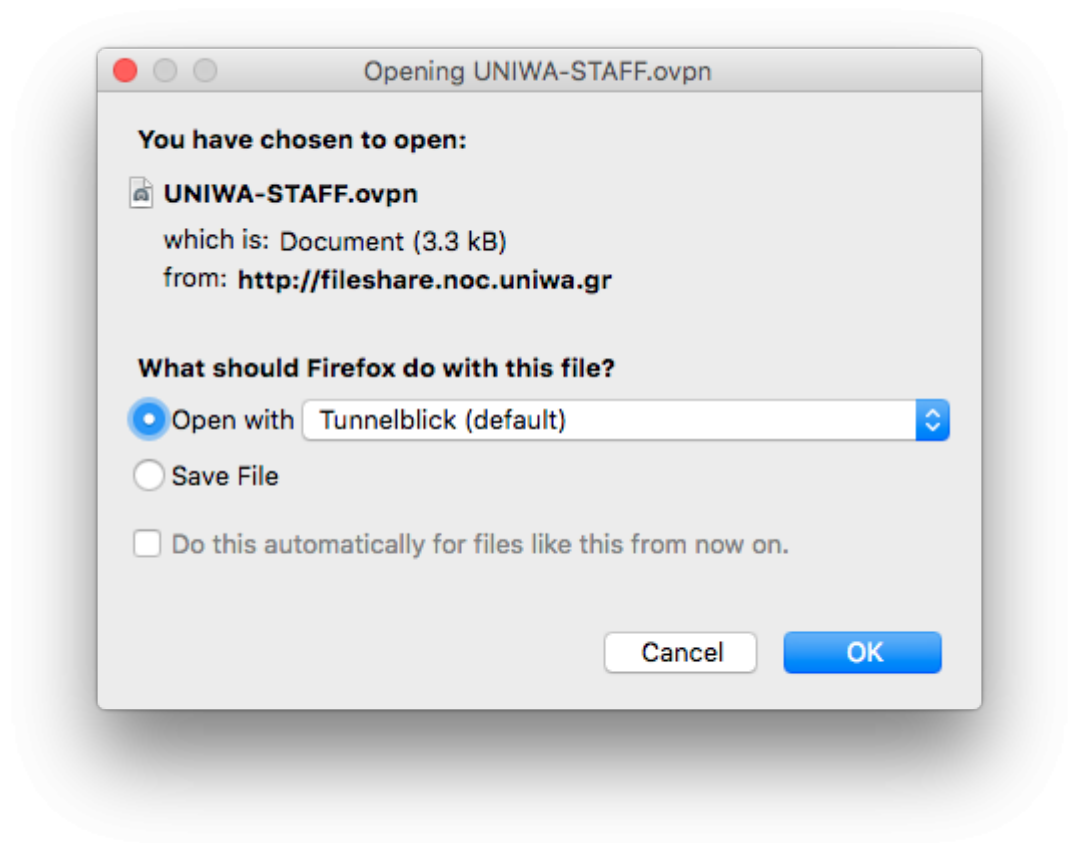 Opening UNIWA-STAFF.ovpn
You have chosen to open:
UNIWA-STAFF.ovpn
which is: Document (3.3 kB)
from: http://fileshare.noc.uniwa.gr
What should Firefox do with this file?
Open with Tunnelblick (default)
Save File
Do this automatically for files like this from now on.
Cancel OK